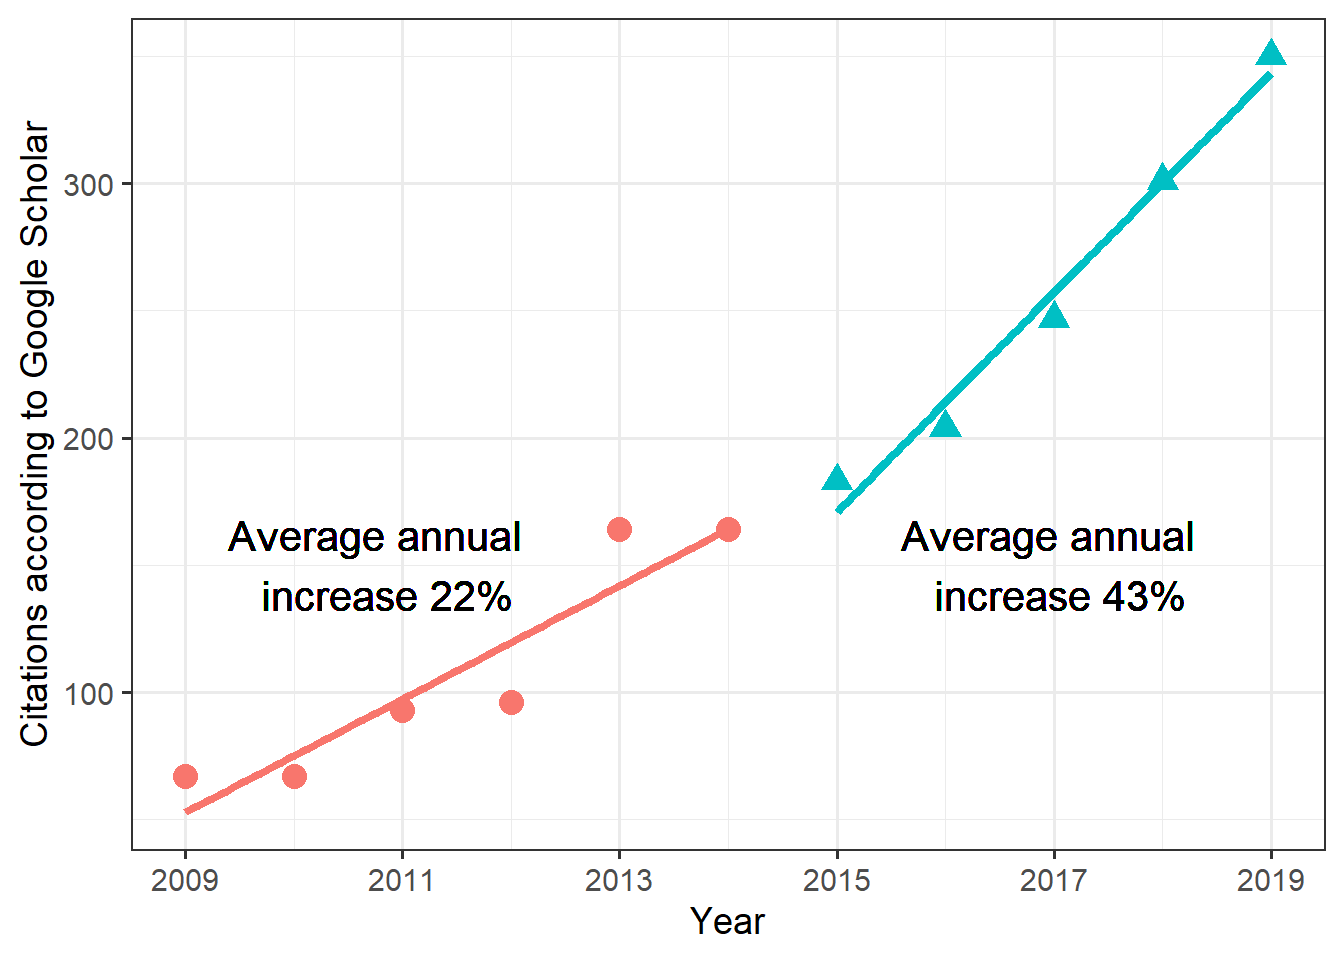 Citations according to Google Scholar
300
200
100
Average annual
increase 22%
Average annual
increase 43%
2009 2011 2013 2015 2017 2019
Year